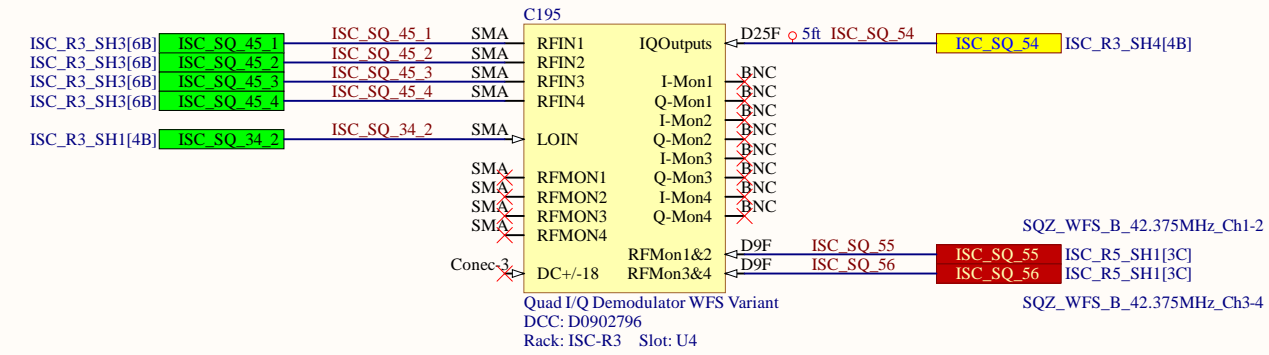 C195
ISC_R3_SH3[6B] ISC_SQ_45_1 ISC_SQ_45_1 SMA RFIN1 IQOutputs D25F 5ft ISC_SQ_54 ISC_SQ_54 ISC_R3_SH4[4B]
ISC_R3_SH3[6B] ISC_SQ_45_2 ISC_SQ_45_2 SMA RFIN2
ISC_R3_SH3[6B] ISC_SQ_45_3 ISC_SQ_45_3 SMA RFIN3 I-Mon1 BNC
ISC_R3_SH3[6B] ISC_SQ_45_4 ISC_SQ_45_4 SMA RFIN4 Q-Mon1 BNC
I-Mon2 BNC
ISC_R3_SH1[4B] ISC_SQ_34_2 ISC_SQ_34_2 SMA LOIN Q-Mon2 BNC
I-Mon3 BNC
SMA RFMON1 Q-Mon3 BNC
SMA RFMON2 I-Mon4 BNC
SMA RFMON3 Q-Mon4 BNC
SMA RFMON4
SQZ_WFS_B_42.375MHz_Ch1-2
RFMon1&2 D9F ISC_SQ_55 ISC_SQ_55 ISC_R5_SH1[3C]
Conec-3 DC+/-18 RFMon3&4 D9F ISC_SQ_56 ISC_SQ_56 ISC_R5_SH1[3C]
SQZ_WFS_B_42.375MHz_Ch3-4
Quad I/Q Demodulator WFS Variant
DCC: D0902796
Rack: ISC-R3 Slot: U4